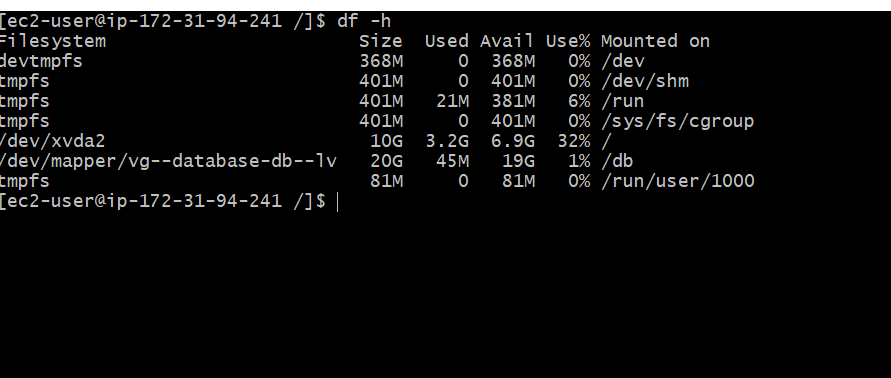 [ec2-user@ip-172-31-94-241 /]$ df -h
Filesystem                          Size  Used Avail Use% Mounted on
devtmpfs                            368M     0  368M   0% /dev
tmpfs                               401M     0  401M   0% /dev/shm
tmpfs                               401M   21M  381M   6% /run
tmpfs                               401M     0  401M   0% /sys/fs/cgroup
/dev/xvda2                           10G  3.2G  6.9G  32% /
/dev/mapper/vg--database-db--lv      20G   45M   19G   1% /db
tmpfs                                81M     0   81M   0% /run/user/1000
[ec2-user@ip-172-31-94-241 /]$